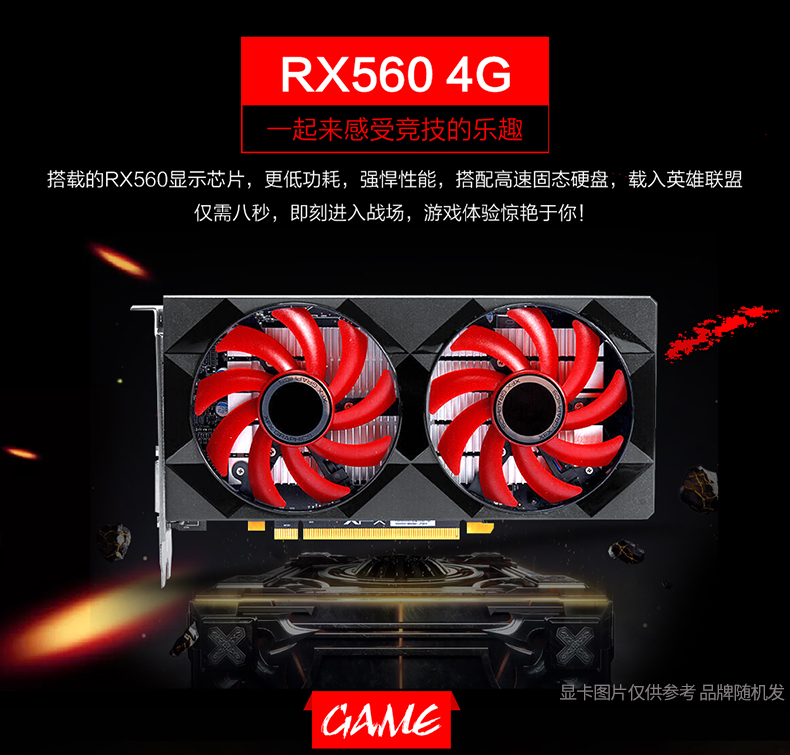 RX560 4G
一起来感受竞技的乐趣
搭载的RX560显示芯片，更低功耗，强悍性能，搭配高速固态硬盘，载入英雄联盟
仅需八秒，即刻进入战场，游戏体验惊艳于你！
显卡图片仅供参考 品牌随机发
GAME